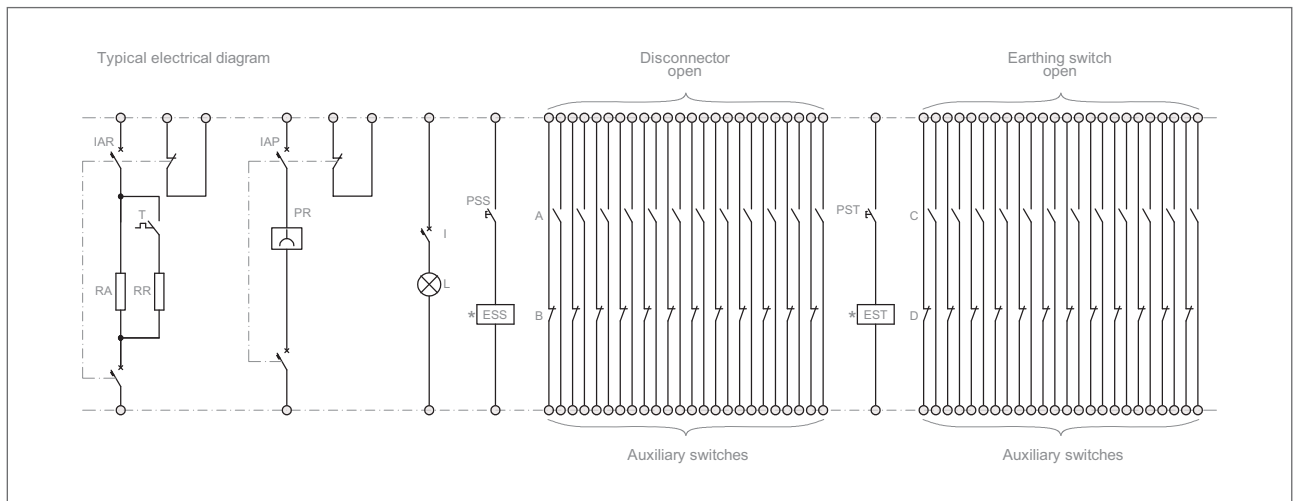 Typical electrical diagram
Disconnector
open
Earthing switch
open
IAR
IAP
T
PR
PSS
A
PST
C
I
L
RA
RR
* ESS
B
* EST
D
Auxiliary switches
Auxiliary switches